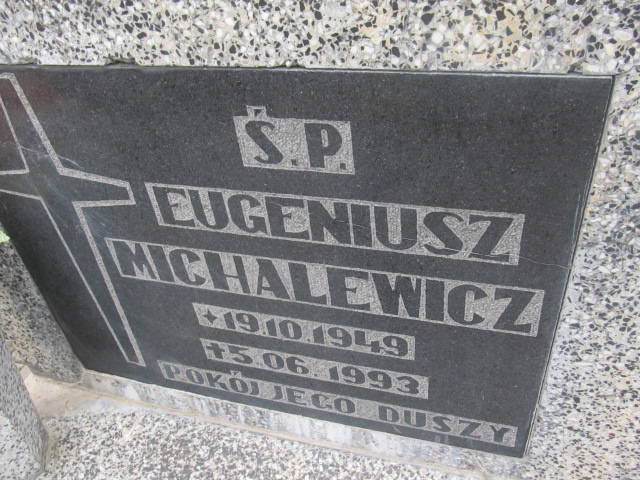 Ś.P.
EUGENIUSZ
MICHALEWICZ
★19.10.1949
✝5.06.1993
POKÓJ JEGO DUSZY